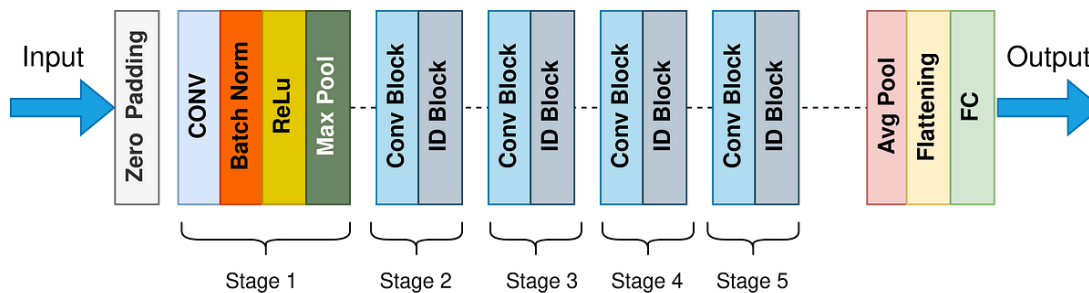 Input
Zero Padding
CONV
Batch Norm
ReLu
Max Pool
Conv Block
ID Block
Conv Block
ID Block
Conv Block
ID Block
Conv Block
ID Block
Avg Pool
Flattening
FC
Output
Stage 1
Stage 2
Stage 3
Stage 4
Stage 5